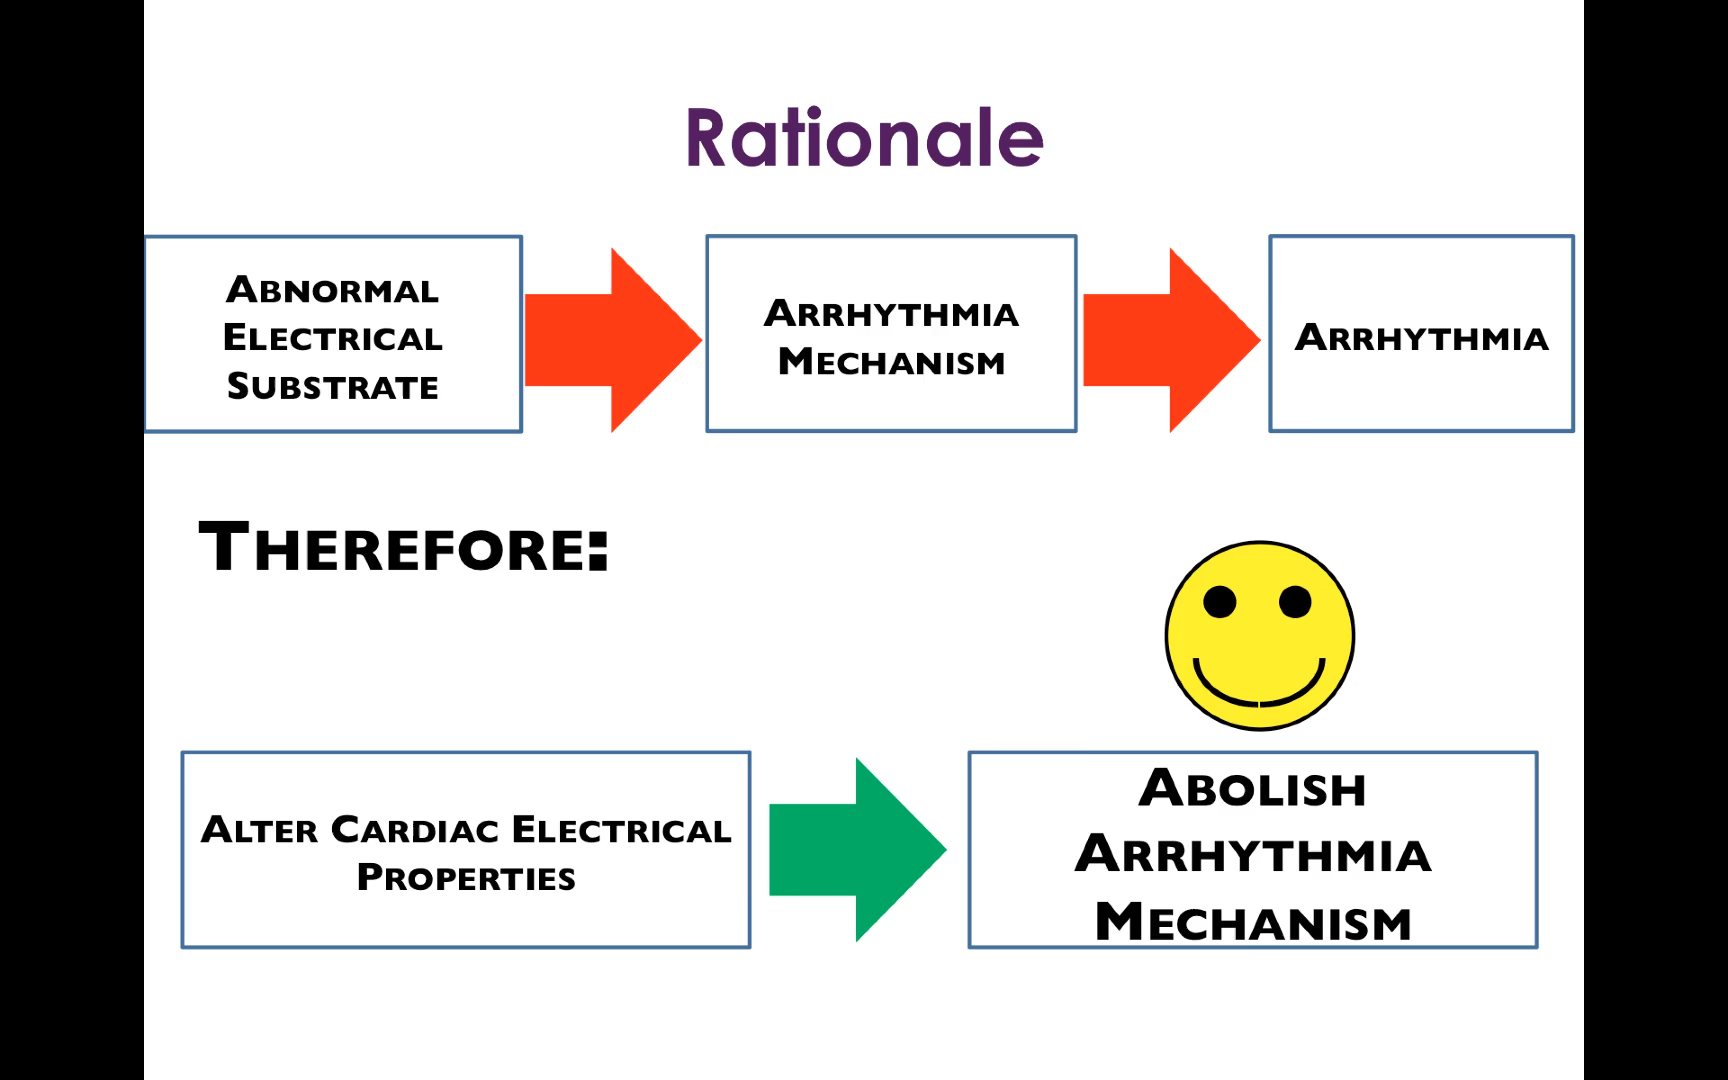 Rationale
ABNORMAL
ELECTRICAL
SUBSTRATE
ARRHYTHMIA
MECHANISM
ARRHYTHMIA
THEREFORE:
ALTER CARDIAC ELECTRICAL
PROPERTIES
ABOLISH
ARRHYTHMIA
MECHANISM